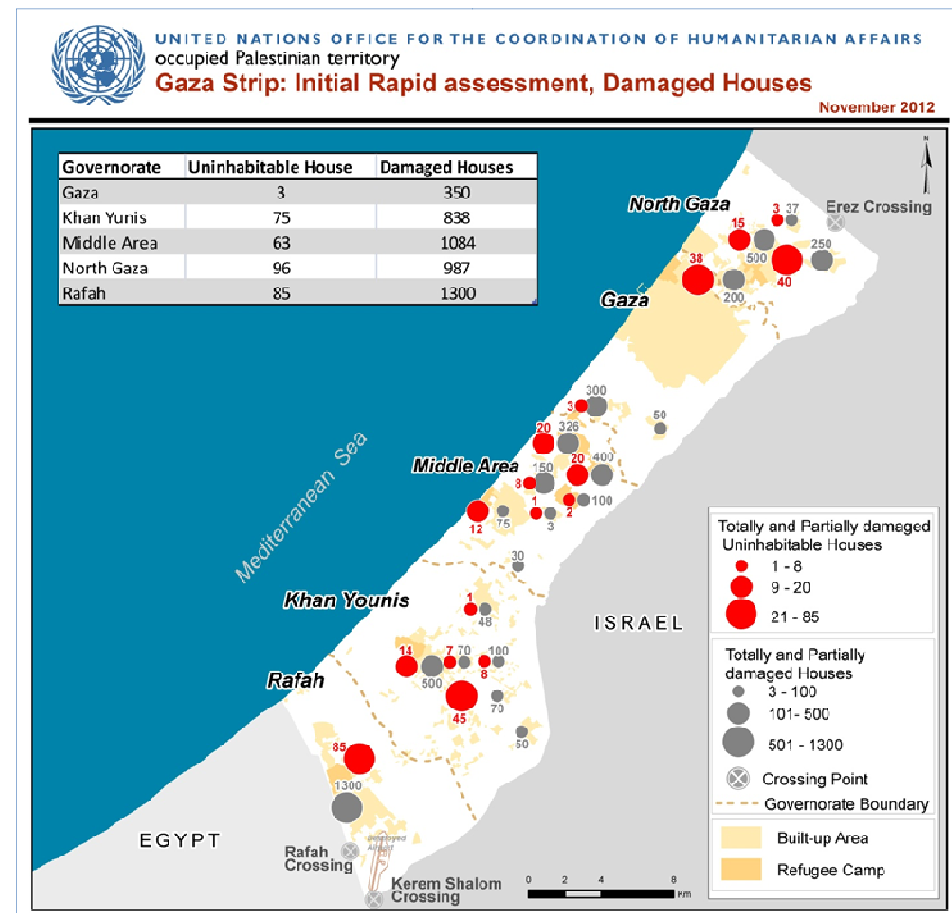 UNITED NATIONS OFFICE FOR THE COORDINATION OF HUMANITARIAN AFFAIRS
occupied Palestinian territory
Gaza Strip: Initial Rapid assessment, Damaged Houses
November 2012
Governorate Uninhabitable House Damaged Houses
Gaza 3 350
Khan Yunis 75 838
Middle Area 63 1084
North Gaza 96 987
Rafah 85 1300
N
North Gaza
3 37
Erez Crossing
15
500
250
40
38
200
Gaza
300
3
50
20 326
Middle Area
20 400
150
8
2 100
1
3
12
75
30
Mediterranean Sea
Khan Younis
1
48
ISRAEL
14
500
7 70
100
8
Rafah
45
70
50
85
1300
EGYPT
Rafah
Crossing
Kerem Shalom
Crossing
Totally and Partially damaged
Uninhabitable Houses
1 - 8
9 - 20
21 - 85
Totally and Partially
damaged Houses
3 - 100
101 - 500
501 - 1300
Crossing Point
Governorate Boundary
Built-up Area
Refugee Camp
0 2 4 8
KM